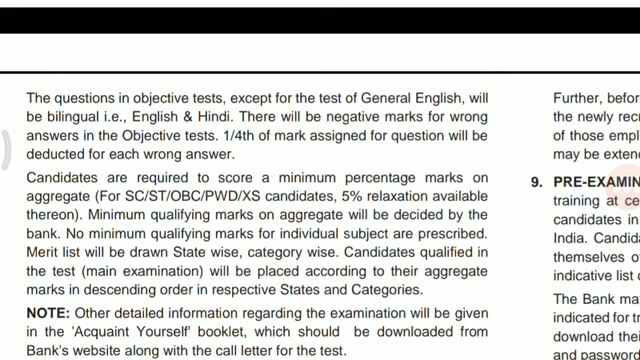 The questions in objective tests, except for the test of General English, will
be bilingual i.e., English & Hindi. There will be negative marks for wrong
answers in the Objective tests. 1/4th of mark assigned for question will be
deducted for each wrong answer.
Candidates are required to score a minimum percentage marks on
aggregate (For SC/ST/OBC/PWD/XS candidates, 5% relaxation available
thereon). Minimum qualifying marks on aggregate will be decided by the
bank. No minimum qualifying marks for individual subject are prescribed.
Merit list will be drawn State wise, category wise. Candidates qualified in
the test (main examination) will be placed according to their aggregate
marks in descending order in respective States and Categories.
NOTE: Other detailed information regarding the examination will be given
in the 'Acquaint Yourself' booklet, which should be downloaded from
Bank's website along with the call letter for the test.
Further, befor
the newly recr
of those empl
may be exten
9. PRE-EXAMIN
training at ce
candidates in
India. Candid
themselves o
indicative list
The Bank ma
indicated for tr
download thei
and password